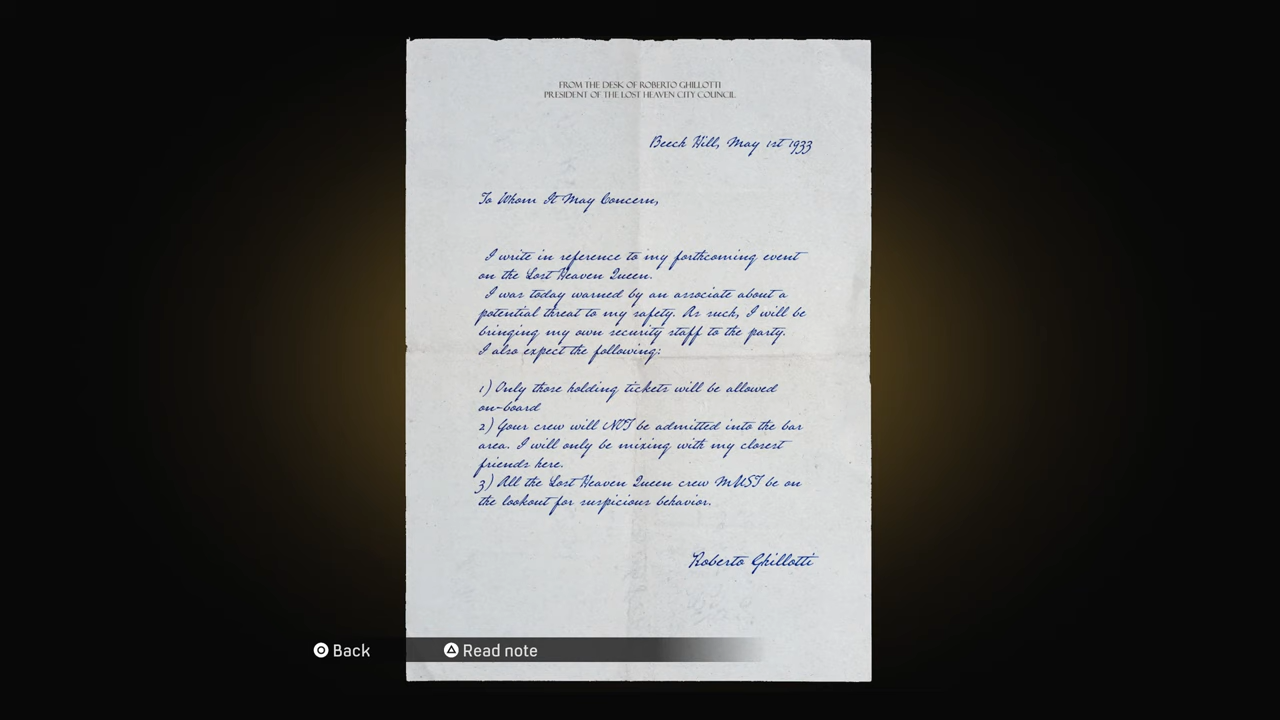 FROM THE DESK OF ROBERTO GHILLOTTI
PRESIDENT OF THE LOST HEAVEN CITY COUNCIL
Beech Hill, May 1st 1933
To Whom It May Concern,
I write in reference to my forthcoming event
on the Lost Heaven Queen.
I was today warned by an associate about a
potential threat to my safety. As such, I will be
bringing my own security staff to the party.
I also expect the following:
1) Only those holding tickets will be allowed
on-board
2) Your crew will NOT be admitted into the bar
area. I will only be mixing with my closest
friends here.
3) All the Lost Heaven Queen crew MUST be on
the lookout for suspicious behavior.
Roberto Ghillotti
Back
Read note